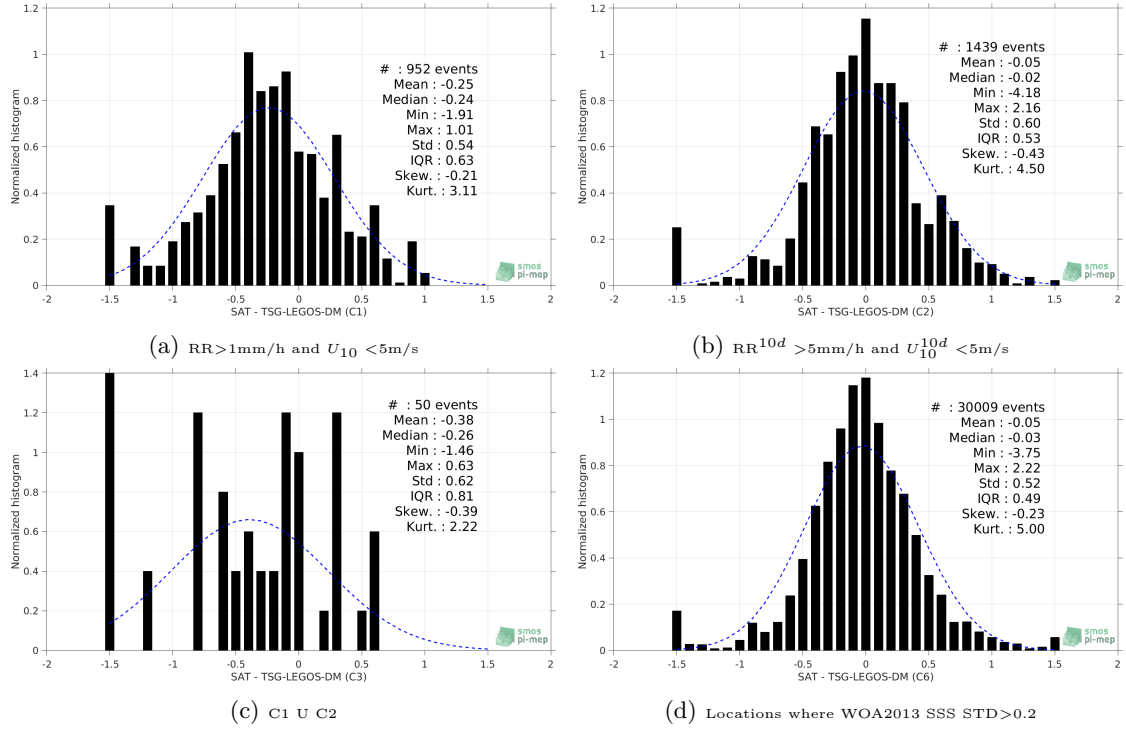 1.2
1
0.8
0.6
0.4
0.2
0
Normalized histogram
# : 952 events
Mean : -0.25
Median : -0.24
Min : -1.91
Max : 1.01
Std : 0.54
IQR : 0.63
Skew. : -0.21
Kurt. : 3.11
smos
pi-mep
-2 -1.5 -1 -0.5 0 0.5 1 1.5 2
SAT - TSG-LEGOS-DM (C1)
(a) RR>1mm/h and U10 <5m/s
1.2
1
0.8
0.6
0.4
0.2
0
Normalized histogram
# : 1439 events
Mean : -0.05
Median : -0.02
Min : -4.18
Max : 2.16
Std : 0.60
IQR : 0.53
Skew. : -0.43
Kurt. : 4.50
smos
pi-mep
-2 -1.5 -1 -0.5 0 0.5 1 1.5 2
SAT - TSG-LEGOS-DM (C2)
(b) RR^10d >5mm/h and U10^10d <5m/s
1.4
1.2
1
0.8
0.6
0.4
0.2
0
Normalized histogram
# : 50 events
Mean : -0.38
Median : -0.26
Min : -1.46
Max : 0.63
Std : 0.62
IQR : 0.81
Skew. : -0.39
Kurt. : 2.22
smos
pi-mep
-2 -1.5 -1 -0.5 0 0.5 1 1.5 2
SAT - TSG-LEGOS-DM (C3)
(c) C1 U C2
1.2
1
0.8
0.6
0.4
0.2
0
Normalized histogram
# : 30009 events
Mean : -0.05
Median : -0.03
Min : -3.75
Max : 2.22
Std : 0.52
IQR : 0.49
Skew. : -0.23
Kurt. : 5.00
smos
pi-mep
-2 -1.5 -1 -0.5 0 0.5 1 1.5 2
SAT - TSG-LEGOS-DM (C6)
(d) Locations where WOA2013 SSS STD>0.2